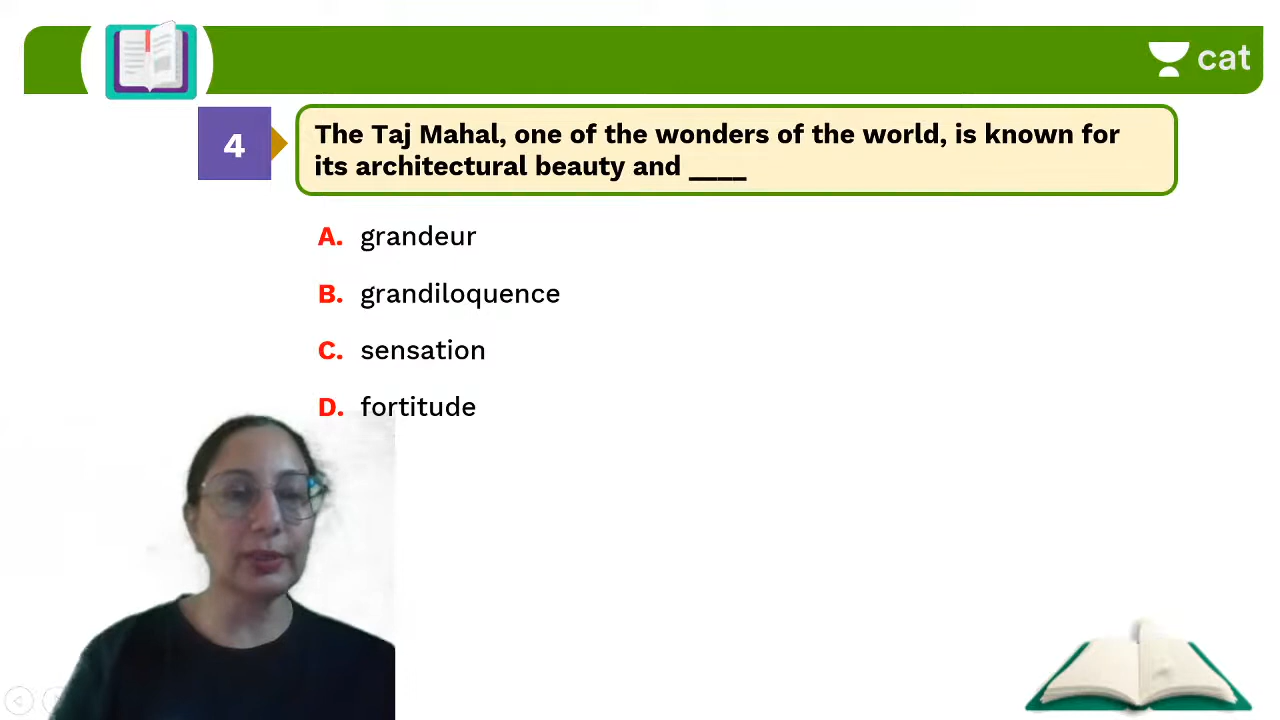 cat
4
The Taj Mahal, one of the wonders of the world, is known for
its architectural beauty and ____
A. grandeur
B. grandiloquence
C. sensation
D. fortitude